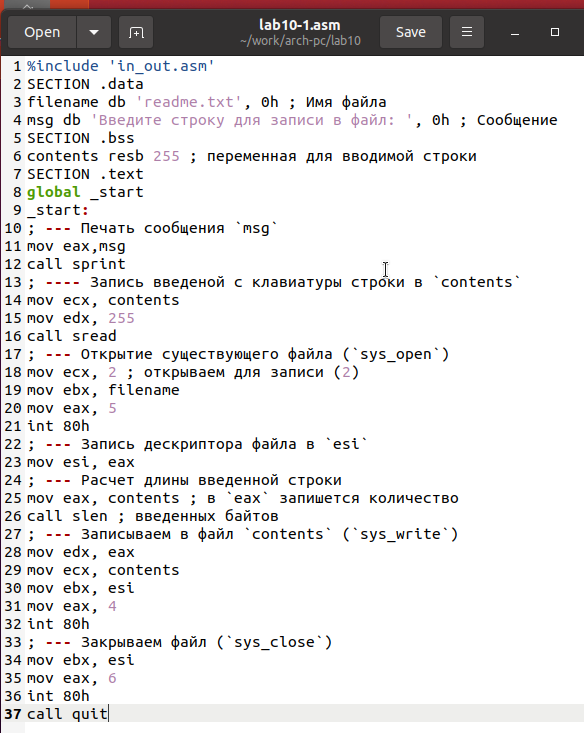 Open
lab10-1.asm
~/work/arch-pc/lab10
Save
1 %include 'in_out.asm'
2 SECTION .data
3 filename db 'readme.txt', 0h ; Имя файла
4 msg db 'Введите строку для записи в файл: ', 0h ; Сообщение
5 SECTION .bss
6 contents resb 255 ; переменная для вводимой строки
7 SECTION .text
8 global _start
9 _start:
10 ; --- Печать сообщения `msg`
11 mov eax,msg
12 call sprint
13 ; ---- Запись введеной с клавиатуры строки в `contents`
14 mov ecx, contents
15 mov edx, 255
16 call sread
17 ; --- Открытие существующего файла (`sys_open`)
18 mov ecx, 2 ; открываем для записи (2)
19 mov ebx, filename
20 mov eax, 5
21 int 80h
22 ; --- Запись дескриптора файла в `esi`
23 mov esi, eax
24 ; --- Расчет длины введенной строки
25 mov eax, contents ; в `eax` запишется количество
26 call slen ; введенных байтов
27 ; --- Записываем в файл `contents` (`sys_write`)
28 mov edx, eax
29 mov ecx, contents
30 mov ebx, esi
31 mov eax, 4
32 int 80h
33 ; --- Закрываем файл (`sys_close`)
34 mov ebx, esi
35 mov eax, 6
36 int 80h
37 call quit